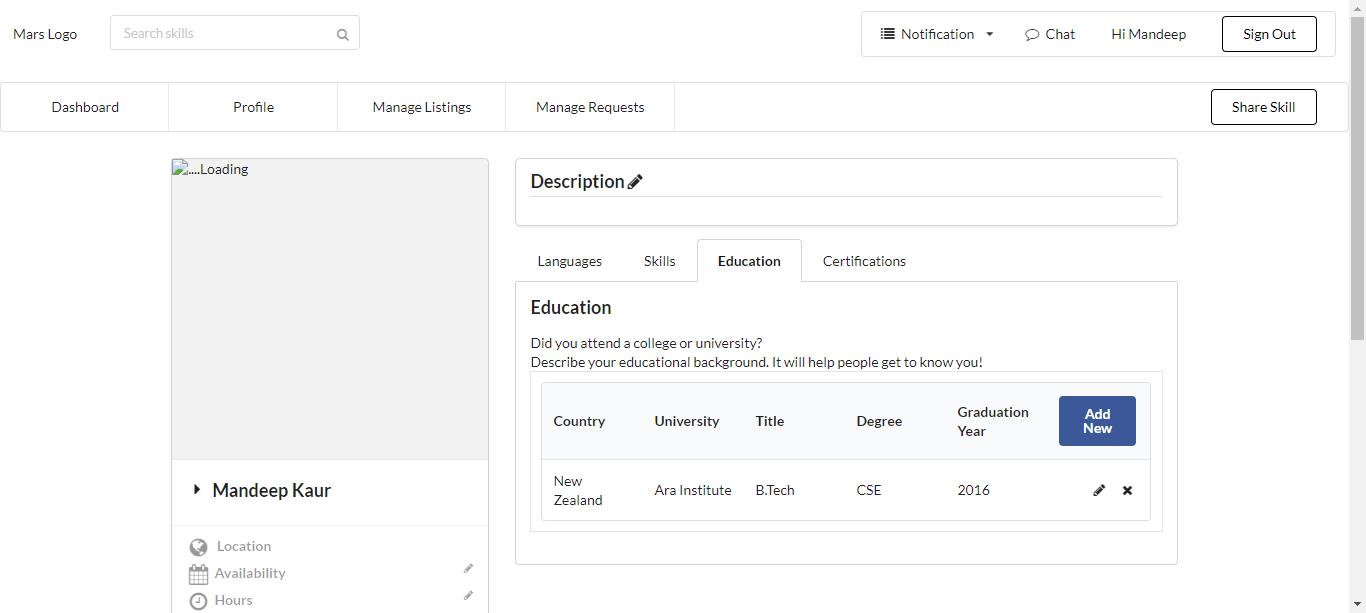 Mars Logo
Search skills
Notification
Chat
Hi Mandeep
Sign Out
Dashboard
Profile
Manage Listings
Manage Requests
Share Skill
....Loading
Mandeep Kaur
Location
Availability
Hours
Description
Languages
Skills
Education
Certifications
Education
Did you attend a college or university?
Describe your educational background. It will help people get to know you!
Country University Title Degree Graduation
Year
Add
New
New
Zealand
Ara Institute B.Tech CSE 2016